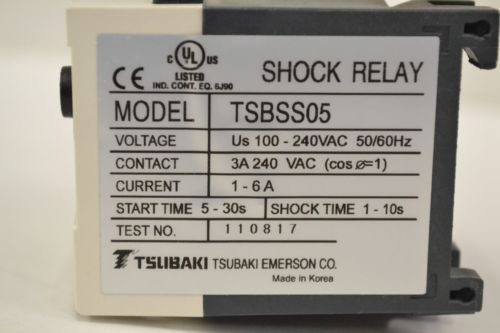 C UL US
LISTED
CE IND. CONT. EQ. 6J90
SHOCK RELAY
MODEL TSBSS05
VOLTAGE Us 100 - 240VAC 50/60Hz
CONTACT 3A 240 VAC (cos ⌀=1)
CURRENT 1 - 6 A
START TIME 5 - 30s SHOCK TIME 1 - 10s
TEST NO. 110817
TSUBAKI TSUBAKI EMERSON CO.
Made in Korea